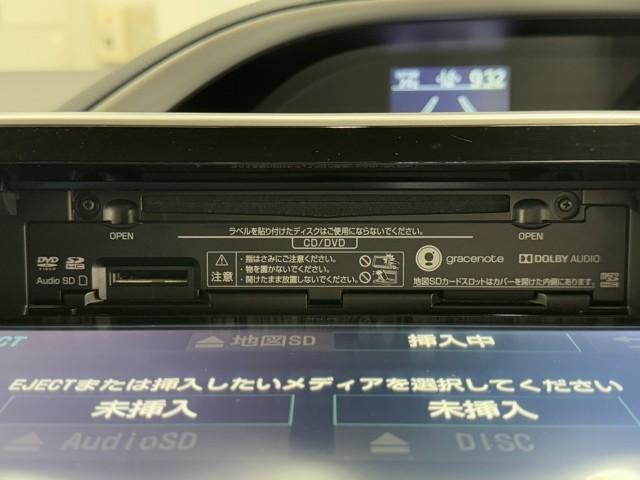 932
ラベルを貼り付けたディスクはご使用にならないでください。
CD/DVD
OPEN
OPEN
DVD VIDEO
SD HC
Audio SD
注意
・指はさみにご注意ください。
・物を置かないでください。
・開けたまま放置しないでください。
gracenote
DOLBY AUDIO
地図SDカードスロットはカバーを開けた内側にあります。
地図SD
挿入中
EJECTまたは挿入したいメディアを選択してください
未挿入
未挿入
AudioSD
DISC